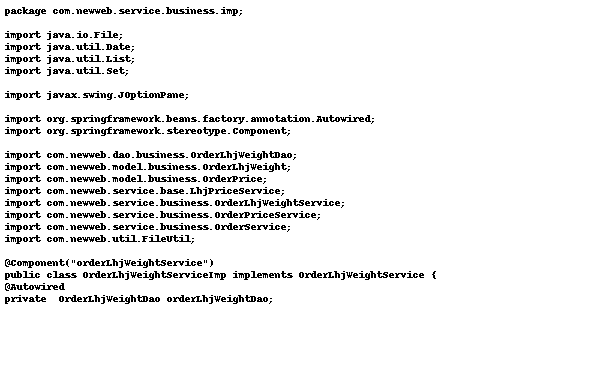 package com.newweb.service.business.imp;
import java.io.File;
import java.util.Date;
import java.util.List;
import java.util.Set;
import javax.swing.JOptionPane;
import org.springframework.beans.factory.annotation.Autowired;
import org.springframework.stereotype.Component;
import com.newweb.dao.business.OrderLhjWeightDao;
import com.newweb.model.business.OrderLhjWeight;
import com.newweb.model.business.OrderPrice;
import com.newweb.service.base.LhjPriceService;
import com.newweb.service.business.OrderLhjWeightService;
import com.newweb.service.business.OrderPriceService;
import com.newweb.service.business.OrderService;
import com.newweb.util.FileUtil;
@Component("orderLhjWeightService")
public class OrderLhjWeightServiceImp implements OrderLhjWeightService {
@Autowired
private  OrderLhjWeightDao orderLhjWeightDao;